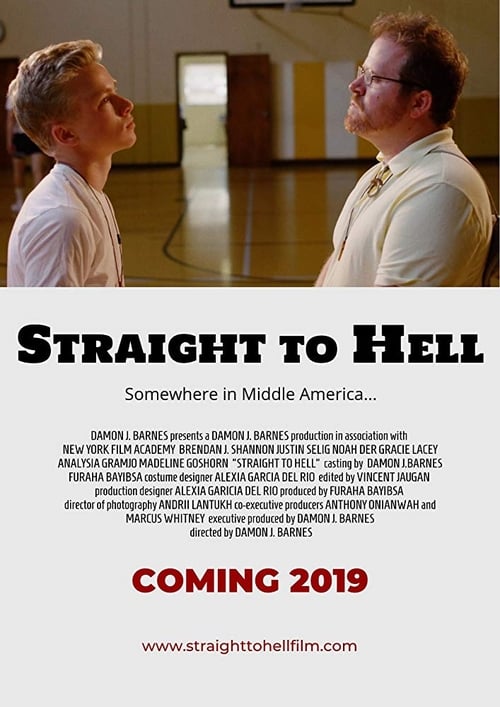 STRAIGHT TO HELL
Somewhere in Middle America...
DAMON J. BARNES presents a DAMON J. BARNES production in association with
NEW YORK FILM ACADEMY BRENDAN J. SHANNON JUSTIN SELIG NOAH DER GRACIE LACEY
ANALYSIA GRAMJO MADELINE GOSHORN "STRAIGHT TO HELL" casting by DAMON J.BARNES
FURAHA BAYIBSA costume designer ALEXIA GARCIA DEL RIO edited by VINCENT JAUGAN
production designer ALEXIA GARICIA DEL RIO produced by FURAHA BAYIBSA
director of photography ANDRII LANTUKH co-executive producers ANTHONY ONIANWAH and
MARCUS WHITNEY executive produced by DAMON J. BARNES
directed by DAMON J. BARNES
COMING 2019
www.straighttohellfilm.com